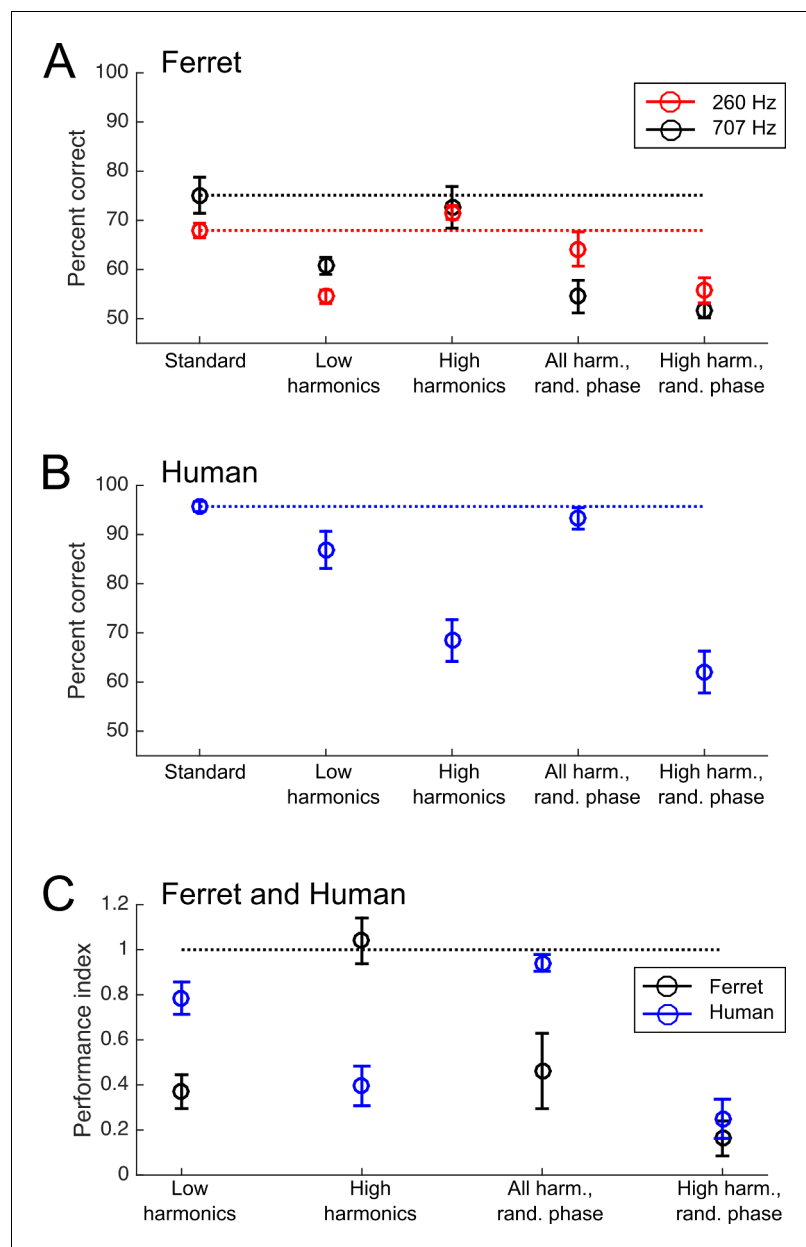 A Ferret
100
90
80
70
60
50
Percent correct
260 Hz
707 Hz
Standard
Low
harmonics
High
harmonics
All harm.,
rand. phase
High harm.,
rand. phase
B Human
100
90
80
70
60
50
Percent correct
Standard
Low
harmonics
High
harmonics
All harm.,
rand. phase
High harm.,
rand. phase
C Ferret and Human
1.2
1
0.8
0.6
0.4
0.2
0
Performance index
Ferret
Human
Low
harmonics
High
harmonics
All harm.,
rand. phase
High harm.,
rand. phase